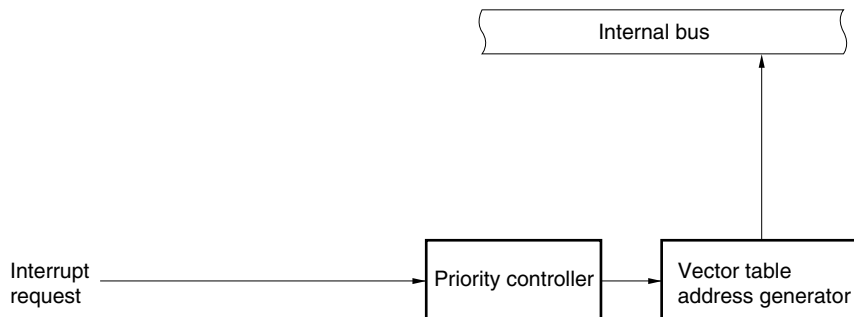 Internal bus
Interrupt
request
Priority controller
Vector table
address generator